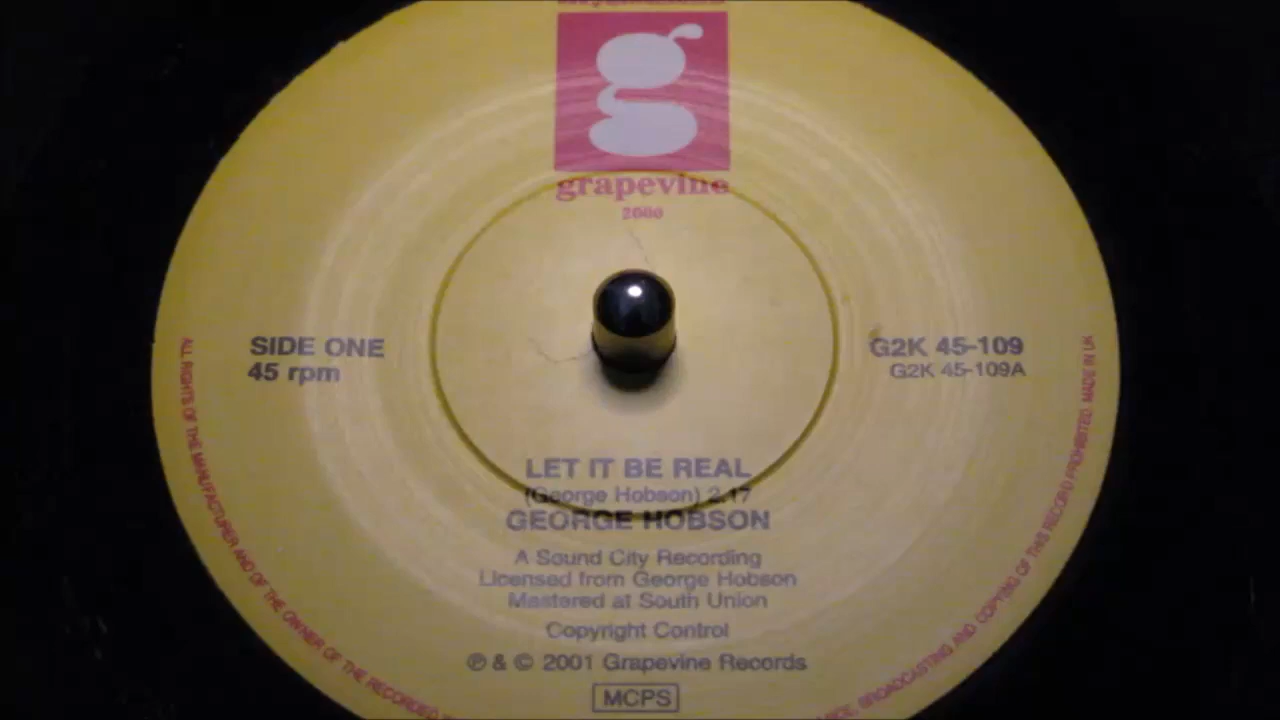 grapevine
2000
SIDE ONE
45 rpm
G2K 45-109
G2K 45-109A
LET IT BE REAL
(George Hobson) 2.17
GEORGE HOBSON
A Sound City Recording
Licensed from George Hobson
Mastered at South Union
Copyright Control
℗ & © 2001 Grapevine Records
MCPS
ALL RIGHTS OF THE MANUFACTURER AND OF THE OWNER OF THE RECORDED
BROADCASTING AND COPYING OF THIS RECORD PROHIBITED. MADE IN UK